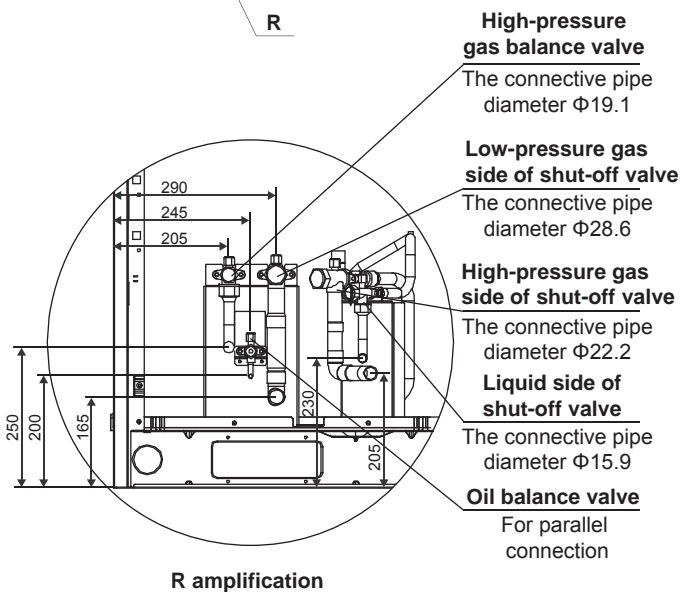 R
High-pressure
gas balance valve
The connective pipe
diameter Φ19.1
Low-pressure gas
side of shut-off valve
The connective pipe
diameter Φ28.6
High-pressure gas
side of shut-off valve
The connective pipe
diameter Φ22.2
Liquid side of
shut-off valve
The connective pipe
diameter Φ15.9
Oil balance valve
For parallel
connection
290
245
205
250
200
165
230
205
R amplification